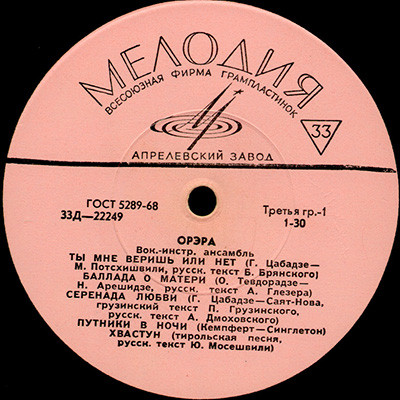 МЕЛОДИЯ
ВСЕСОЮЗНАЯ ФИРМА ГРАМПЛАСТИНОК
33
АПРЕЛЕВСКИЙ ЗАВОД
ГОСТ 5289-68
33Д—22249
Третья гр.-1
1-30
ОРЭРА
Вок.-инстр. ансамбль
ТЫ МНЕ ВЕРИШЬ ИЛИ НЕТ (Г. Цабадзе—
М. Потсхишвили, русск. текст Б. Брянского)
БАЛЛАДА О МАТЕРИ (О. Тевдорадзе—
Н. Арешидзе, русск. текст А. Глезера)
СЕРЕНАДА ЛЮБВИ (Г. Цабадзе—Саят-Нова,
грузинский текст П. Грузинского,
русск. текст А. Дмоховского)
ПУТНИКИ В НОЧИ (Кемпферт—Синглетон)
ХВАСТУН (тирольская песня,
русск. текст Ю. Мосешвили)